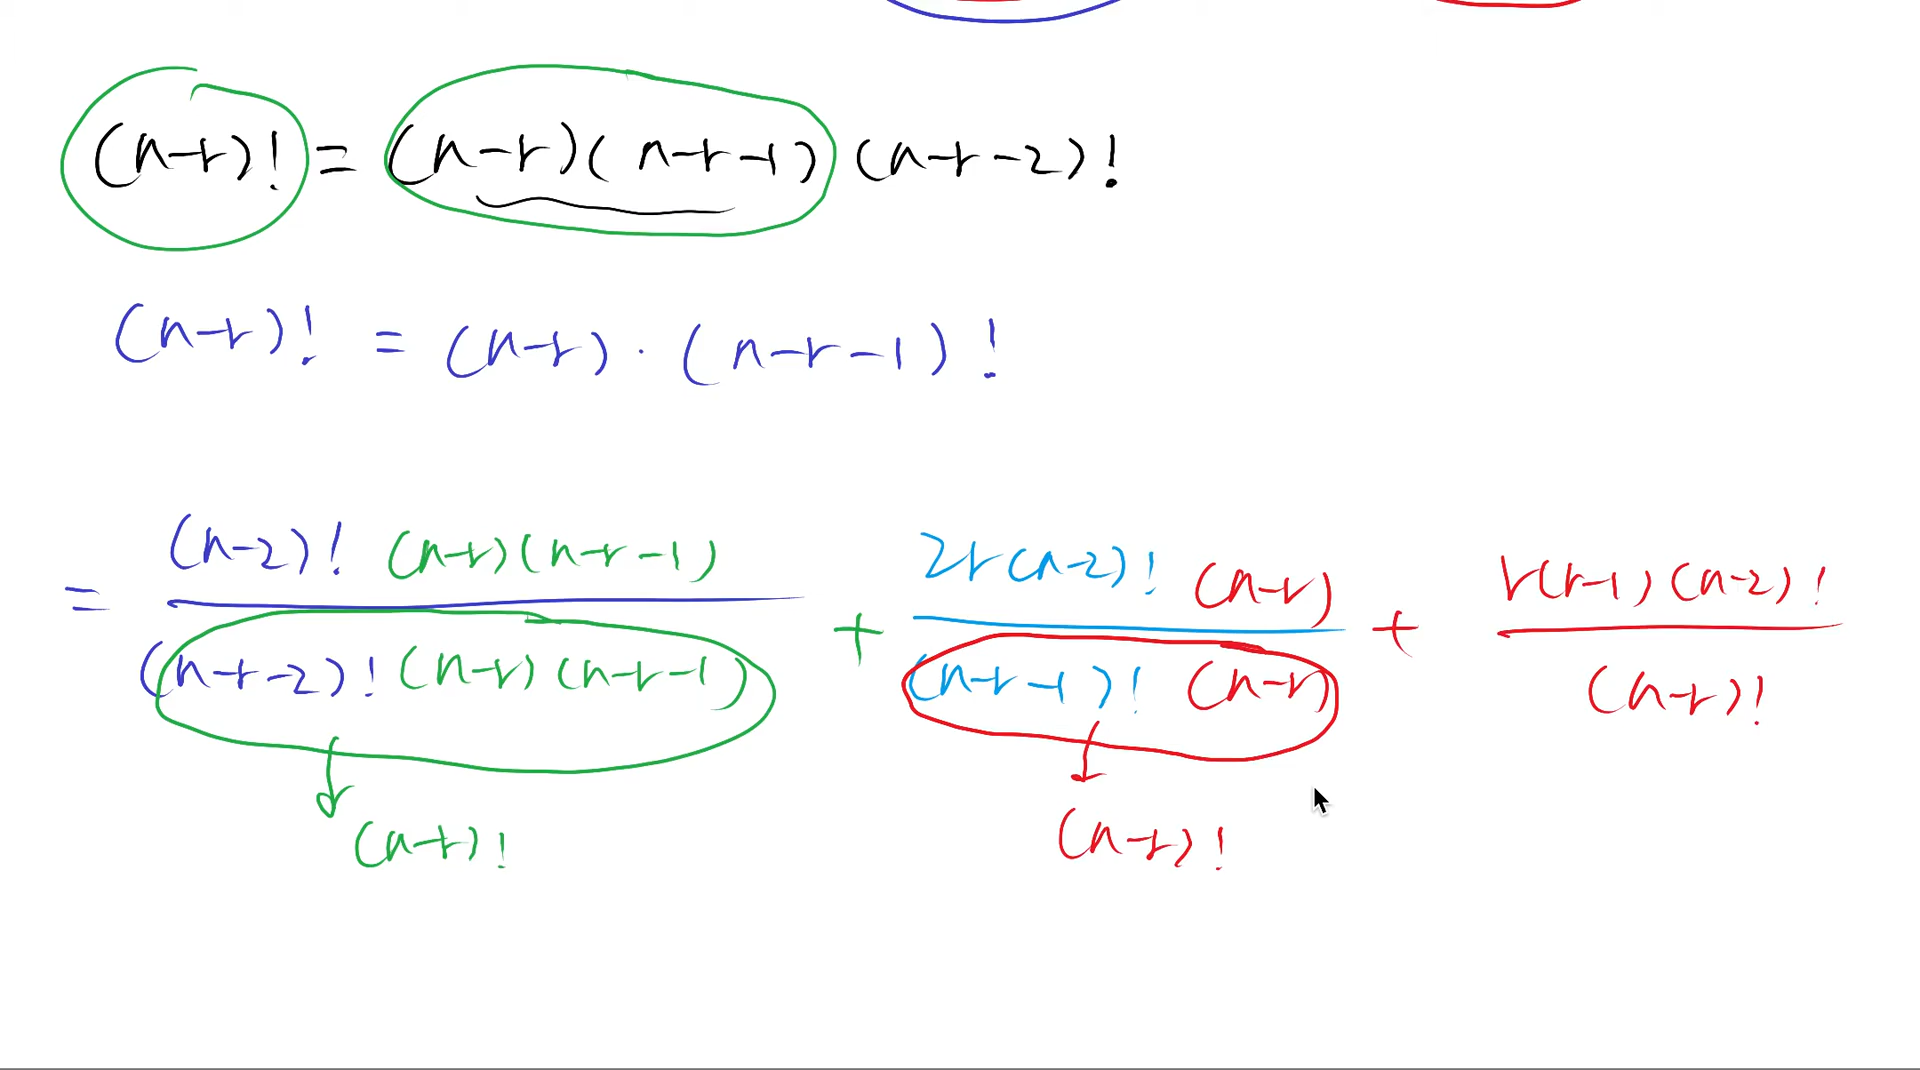 (n-r)! = (n-r)(n-r-1)(n-r-2)!
(n-r)! = (n-r)·(n-r-1)!
(n-2)! (n-r)(n-r-1) 2r(n-2)! (n-r) r(r-1)(n-2)!
= + +
(n-r-2)! (n-r)(n-r-1) (n-r-1)! (n-r) (n-r)!
(n-r)! (n-r)!